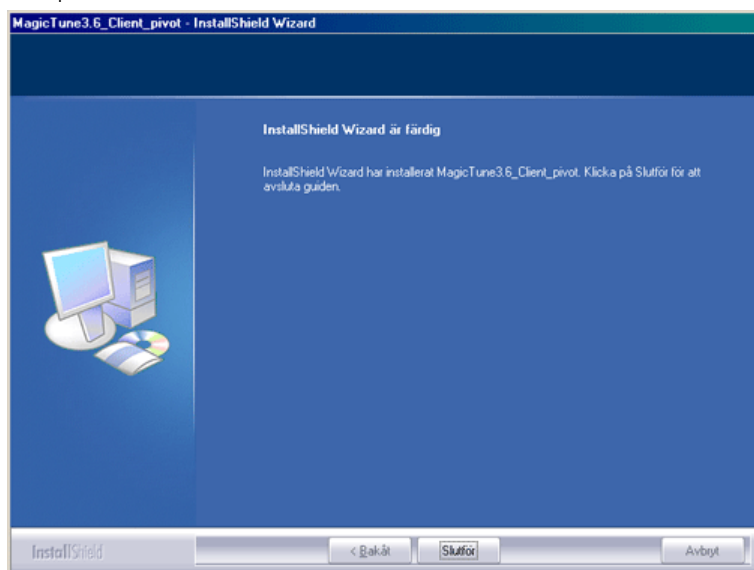 MagicTune3.6_Client_pivot - InstallShield Wizard
InstallShield Wizard är färdig
InstallShield Wizard har installerat MagicTune3.6_Client_pivot. Klicka på Slutför för att
avsluta guiden.
InstallShield
< Bakåt
Slutför
Avbryt